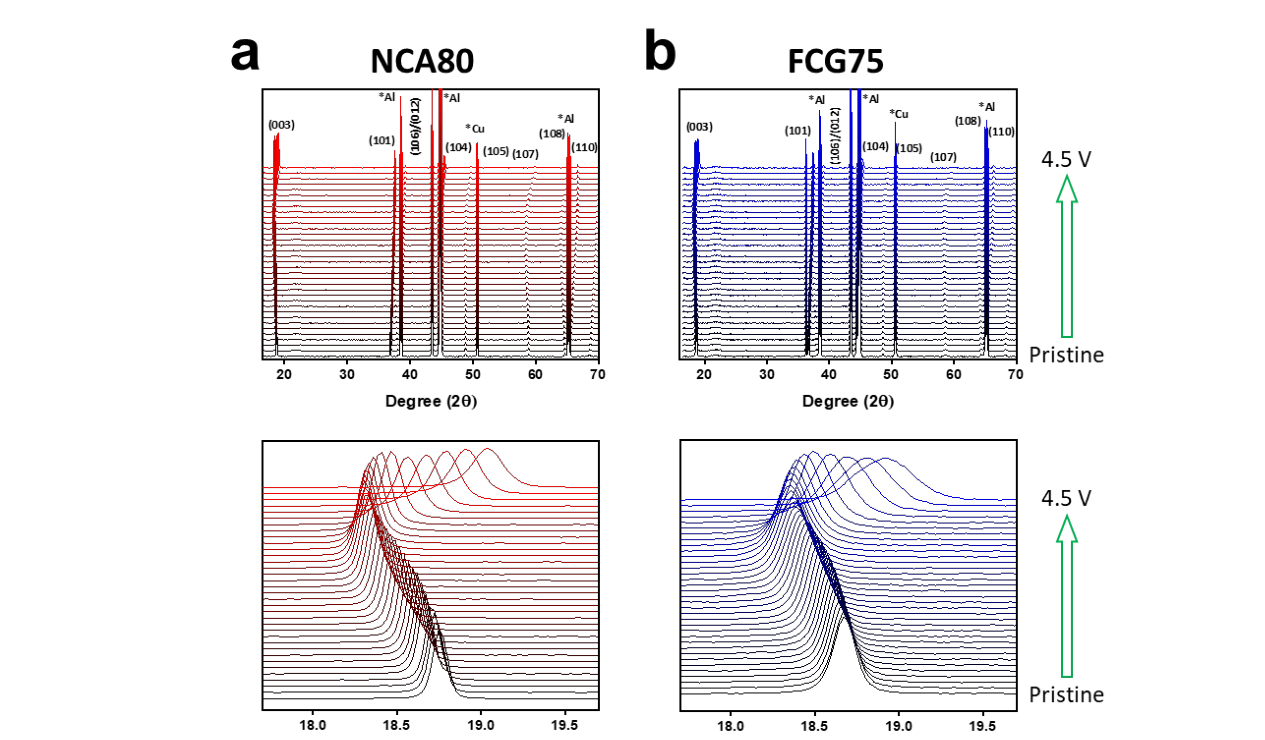 a
NCA80
*Al
*Al
(003)
(101)
(106)/(012)
*Cu
(104)
(105)
(107)
*Al
(108)
(110)
20 30 40 50 60 70
Degree (2θ)
b
FCG75
*Al
*Al
(003)
(101)
(106)/(012)
*Cu
(104)
(105)
(107)
*Al
(108)
(110)
20 30 40 50 60 70
Degree (2θ)
4.5 V
Pristine
18.0 18.5 19.0 19.5
18.0 18.5 19.0 19.5
4.5 V
Pristine